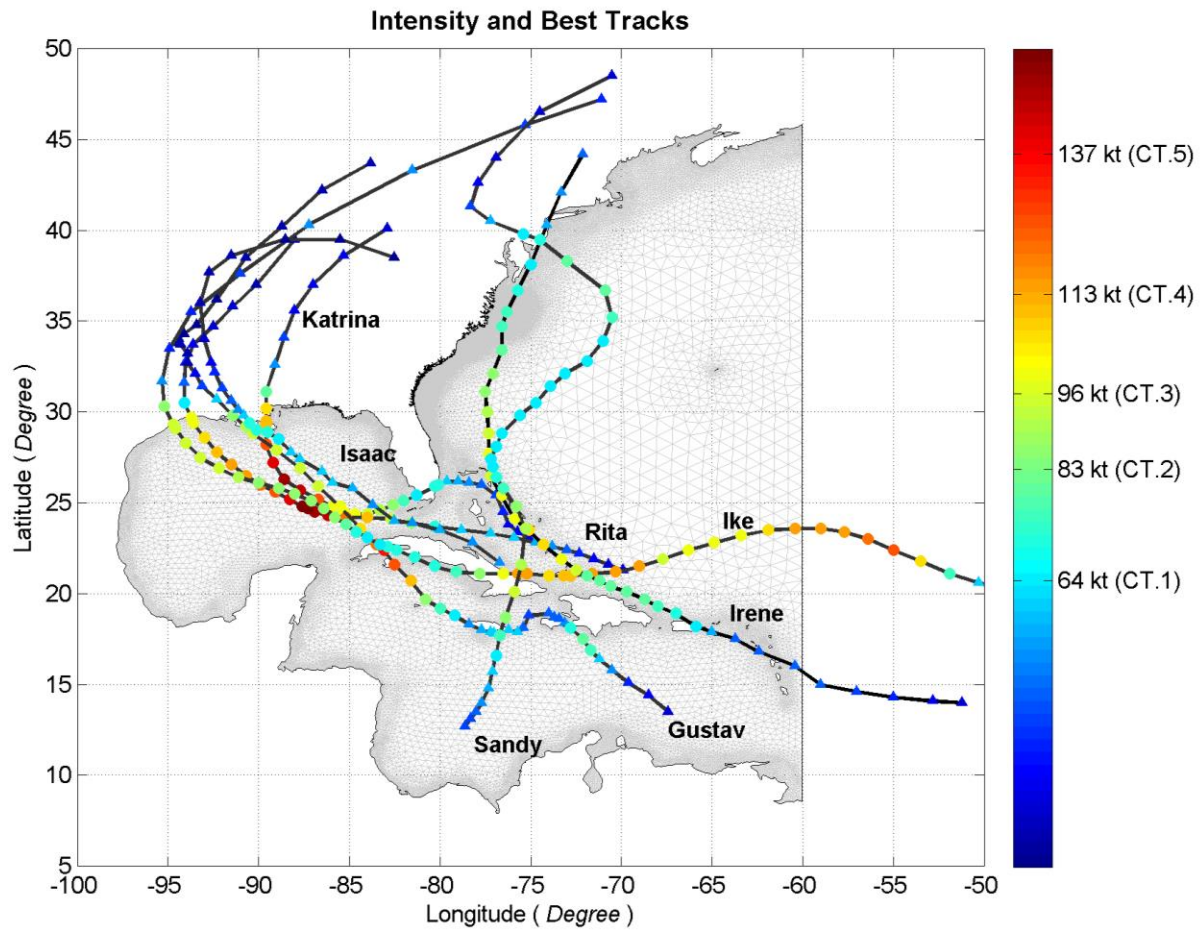 Intensity and Best Tracks
50
45
40
35
30
25
20
15
10
5
Latitude ( Degree )
-100
-95
-90
-85
-80
-75
-70
-65
-60
-55
-50
Longitude ( Degree )
Katrina
Isaac
Rita
Ike
Irene
Gustav
Sandy
137 kt (CT.5)
113 kt (CT.4)
96 kt (CT.3)
83 kt (CT.2)
64 kt (CT.1)